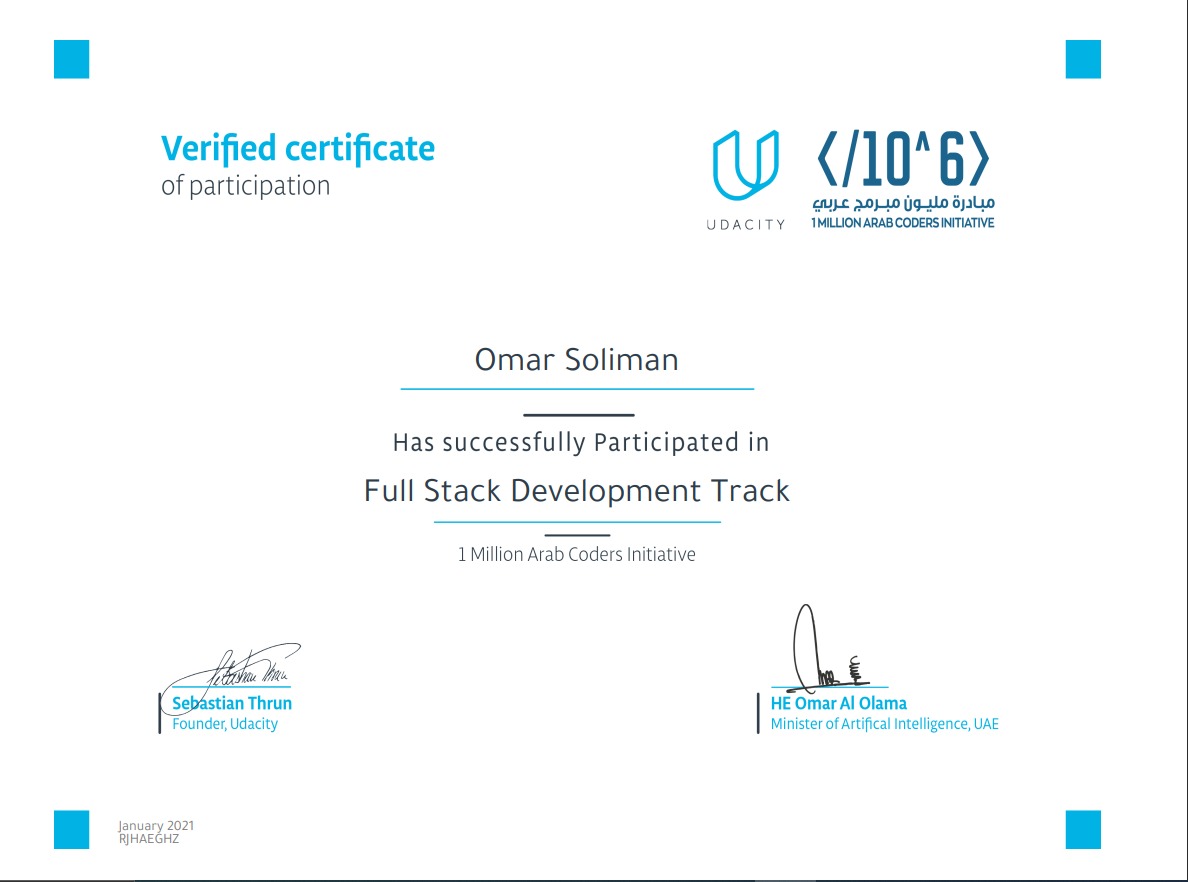 Verified certificate
of participation
UDACITY
</10^6>
مبادرة مليون مبرمج عربي
1 MILLION ARAB CODERS INITIATIVE
Omar Soliman
Has successfully Participated in
Full Stack Development Track
1 Million Arab Coders Initiative
Sebastian Thrun
Sebastian Thrun
Founder, Udacity
HE Omar Al Olama
Minister of Artifical Intelligence, UAE
January 2021
RJHAEGHZ